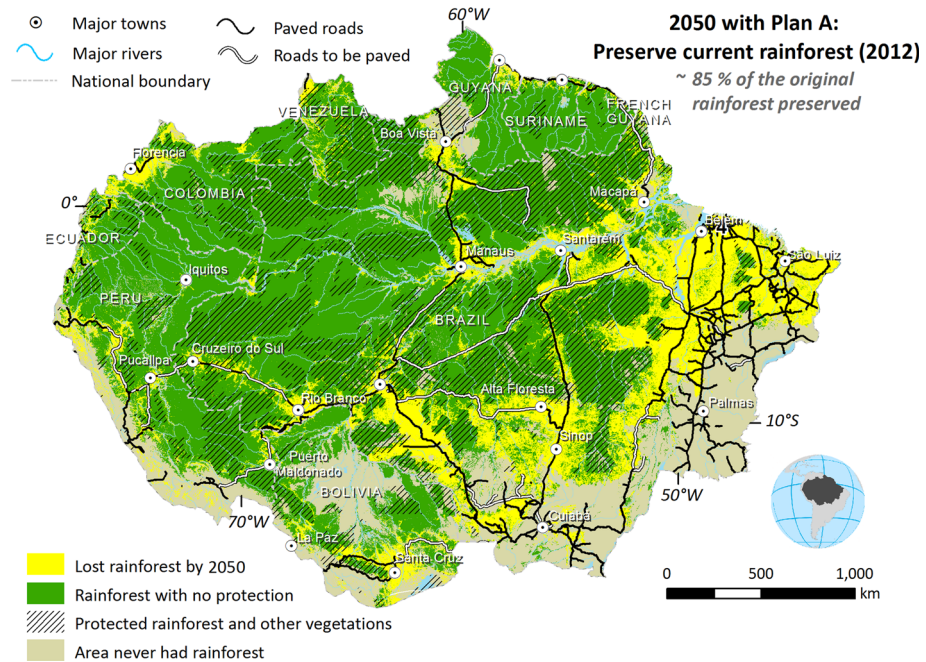 Major towns
Major rivers
National boundary
Paved roads
Roads to be paved
60°W
2050 with Plan A:
Preserve current rainforest (2012)
~ 85 % of the original
rainforest preserved
GUYANA
VENEZUELA
FRENCH
GUYANA
SURINAME
Boa Vista
Florencia
COLOMBIA
Macapá
0°
Belém
ECUADOR
Santarém
Manaus
São Luiz
Iquitos
PERU
BRAZIL
Cruzeiro do Sul
Pucallpa
Alta Floresta
Rio Branco
Palmas
10°S
Sinop
Puerto
Maldonado
BOLIVIA
50°W
70°W
Cuiabá
La Paz
Santa Cruz
Lost rainforest by 2050
Rainforest with no protection
Protected rainforest and other vegetations
Area never had rainforest
0 500 1,000
km